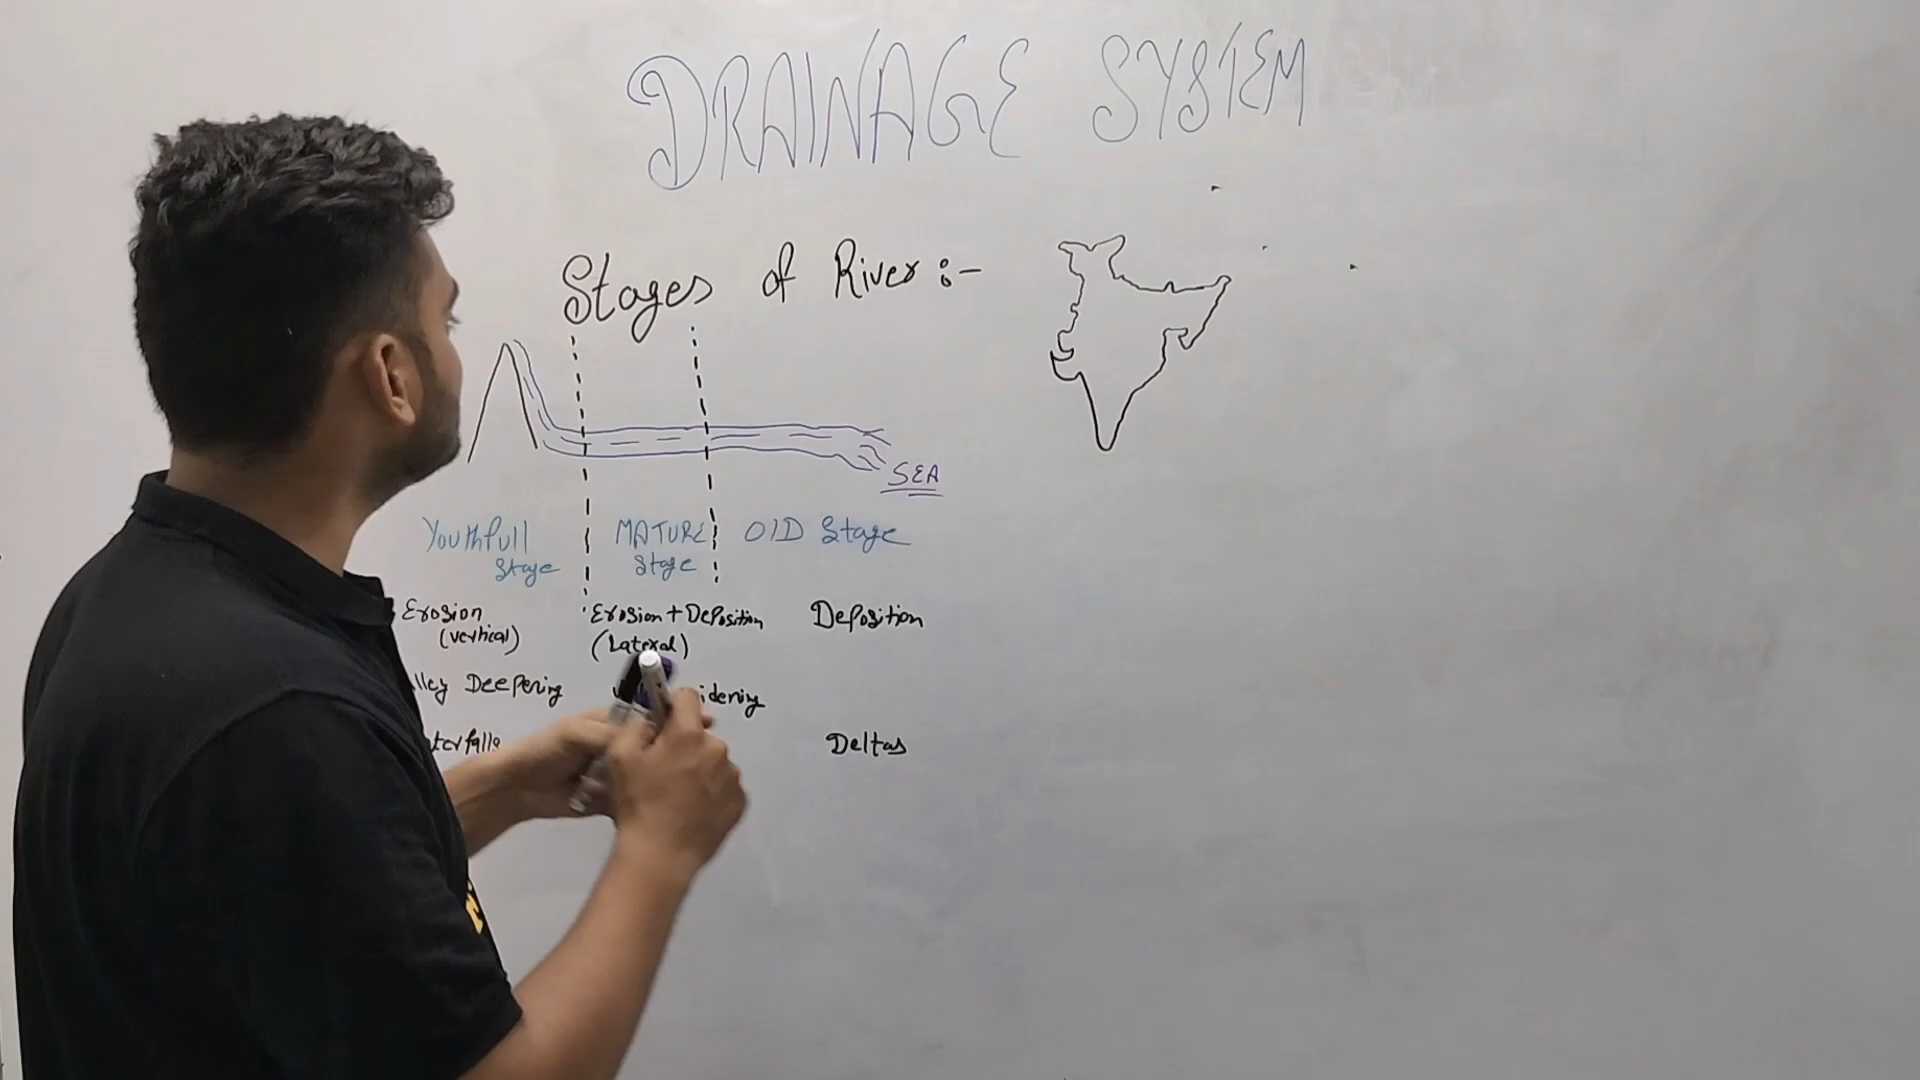 DRAINAGE SYSTEM
Stages of River :-
SEA
Youthfull Stage
MATURE Stage
OlD Stage
Erosion (vertical)
Erosion + Deposition (Lateral)
Deposition
Deepening
Deltas